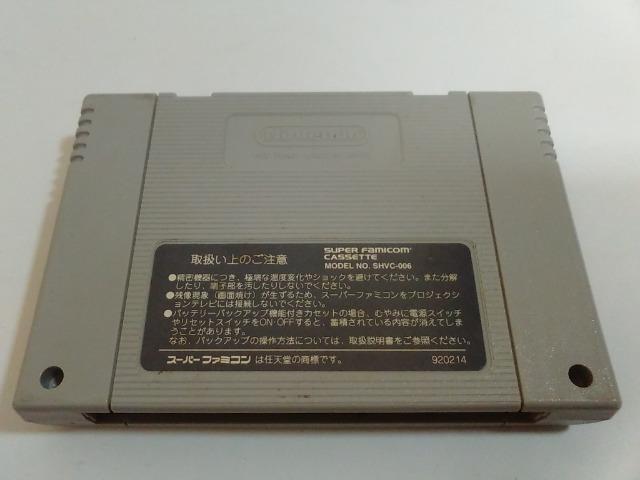 Nintendo
取扱い上のご注意
SUPER FAMICOM
CASSETTE
MODEL NO. SHVC-006
●精密機器につき、極端な温度変化やショックを避けてください。また分解
したり、端子部を汚したりしないでください。
●残像現象（画面焼け）が生ずるため、スーパーファミコンをプロジェクショ
ンテレビには接続しないでください。
●バッテリーバックアップ機能付きカセットの場合、むやみに電源スイッチ
やリセットスイッチをON・OFFすると、蓄積されている内容が消えてしま
うことがあります。
なお、バックアップの操作方法については、取扱説明書をご参照ください。
スーパーファミコン は任天堂の商標です。
920214